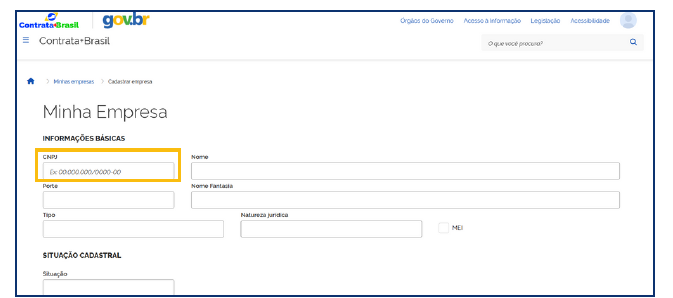 Contrata+Brasil
gov.br
Órgãos do Governo Acesso à Informação Legislação Acessibilidade
Contrata+Brasil
O que você procura?
Minhas empresas > Cadastrar empresa
Minha Empresa
INFORMAÇÕES BÁSICAS
CNPJ Nome
Ex: 00.000.000/0000-00
Porte Nome Fantasia
Tipo Natureza Jurídica
MEI
SITUAÇÃO CADASTRAL
Situação